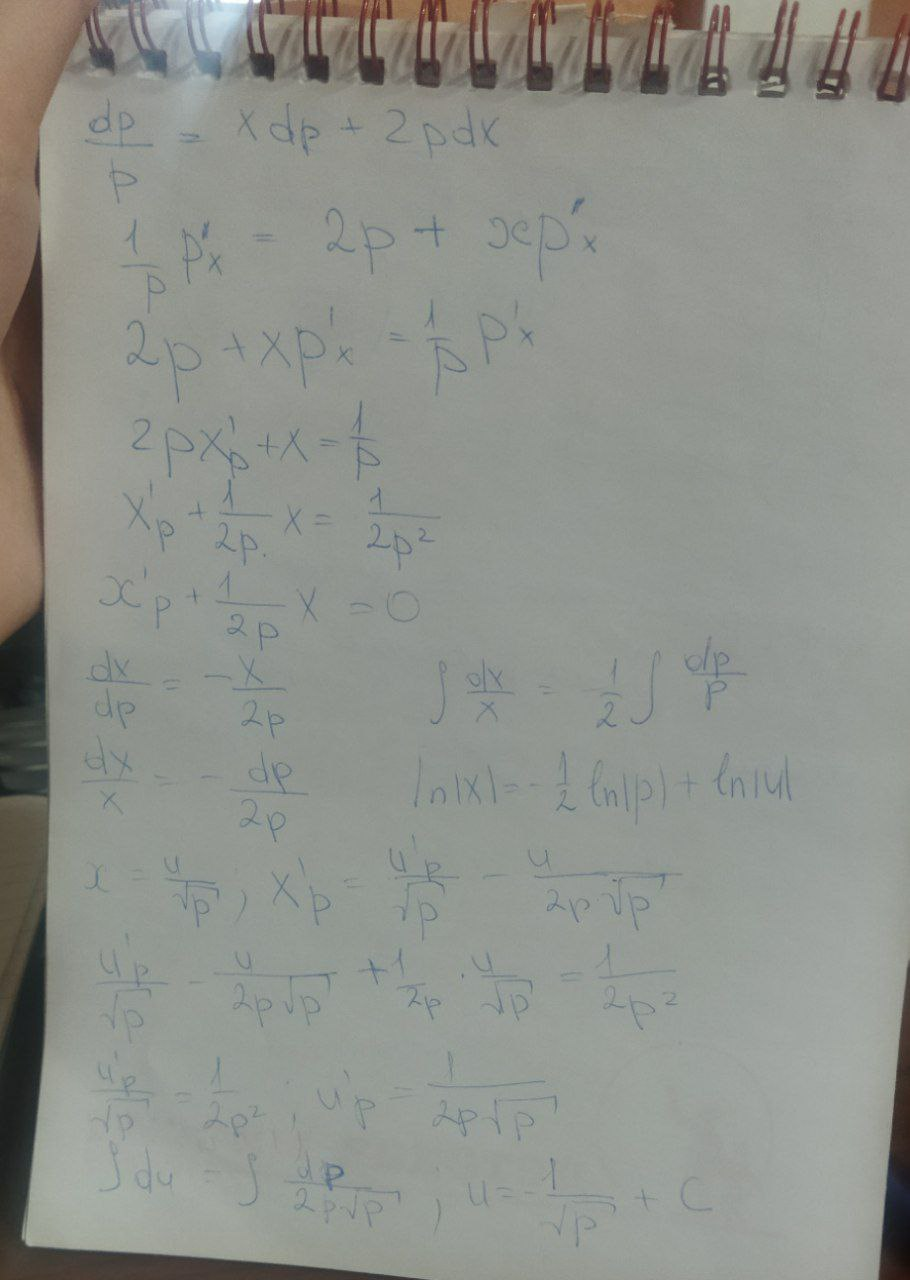 dp/p = x dp + 2p dx
1/p p'x = 2p + xp'x
2p + xp'x = 1/p p'x
2px'p + x = 1/p
x'p + 1/2p x = 1/2p²
x'p + 1/2p x = 0
dx/dp = -x/2p ∫ dx/x = -1/2 ∫ dp/p
dx/x = - dp/2p ln|x| = -1/2 ln|p| + ln|u|
x = u/√p ; x'p = u'p/√p - u/2p√p
u'p/√p - u/2p√p + 1/2p · u/√p = 1/2p²
u'p/√p = 1/2p² ; u'p = 1/2p√p
∫du = ∫ dp/2p√p ; u = -1/√p + C